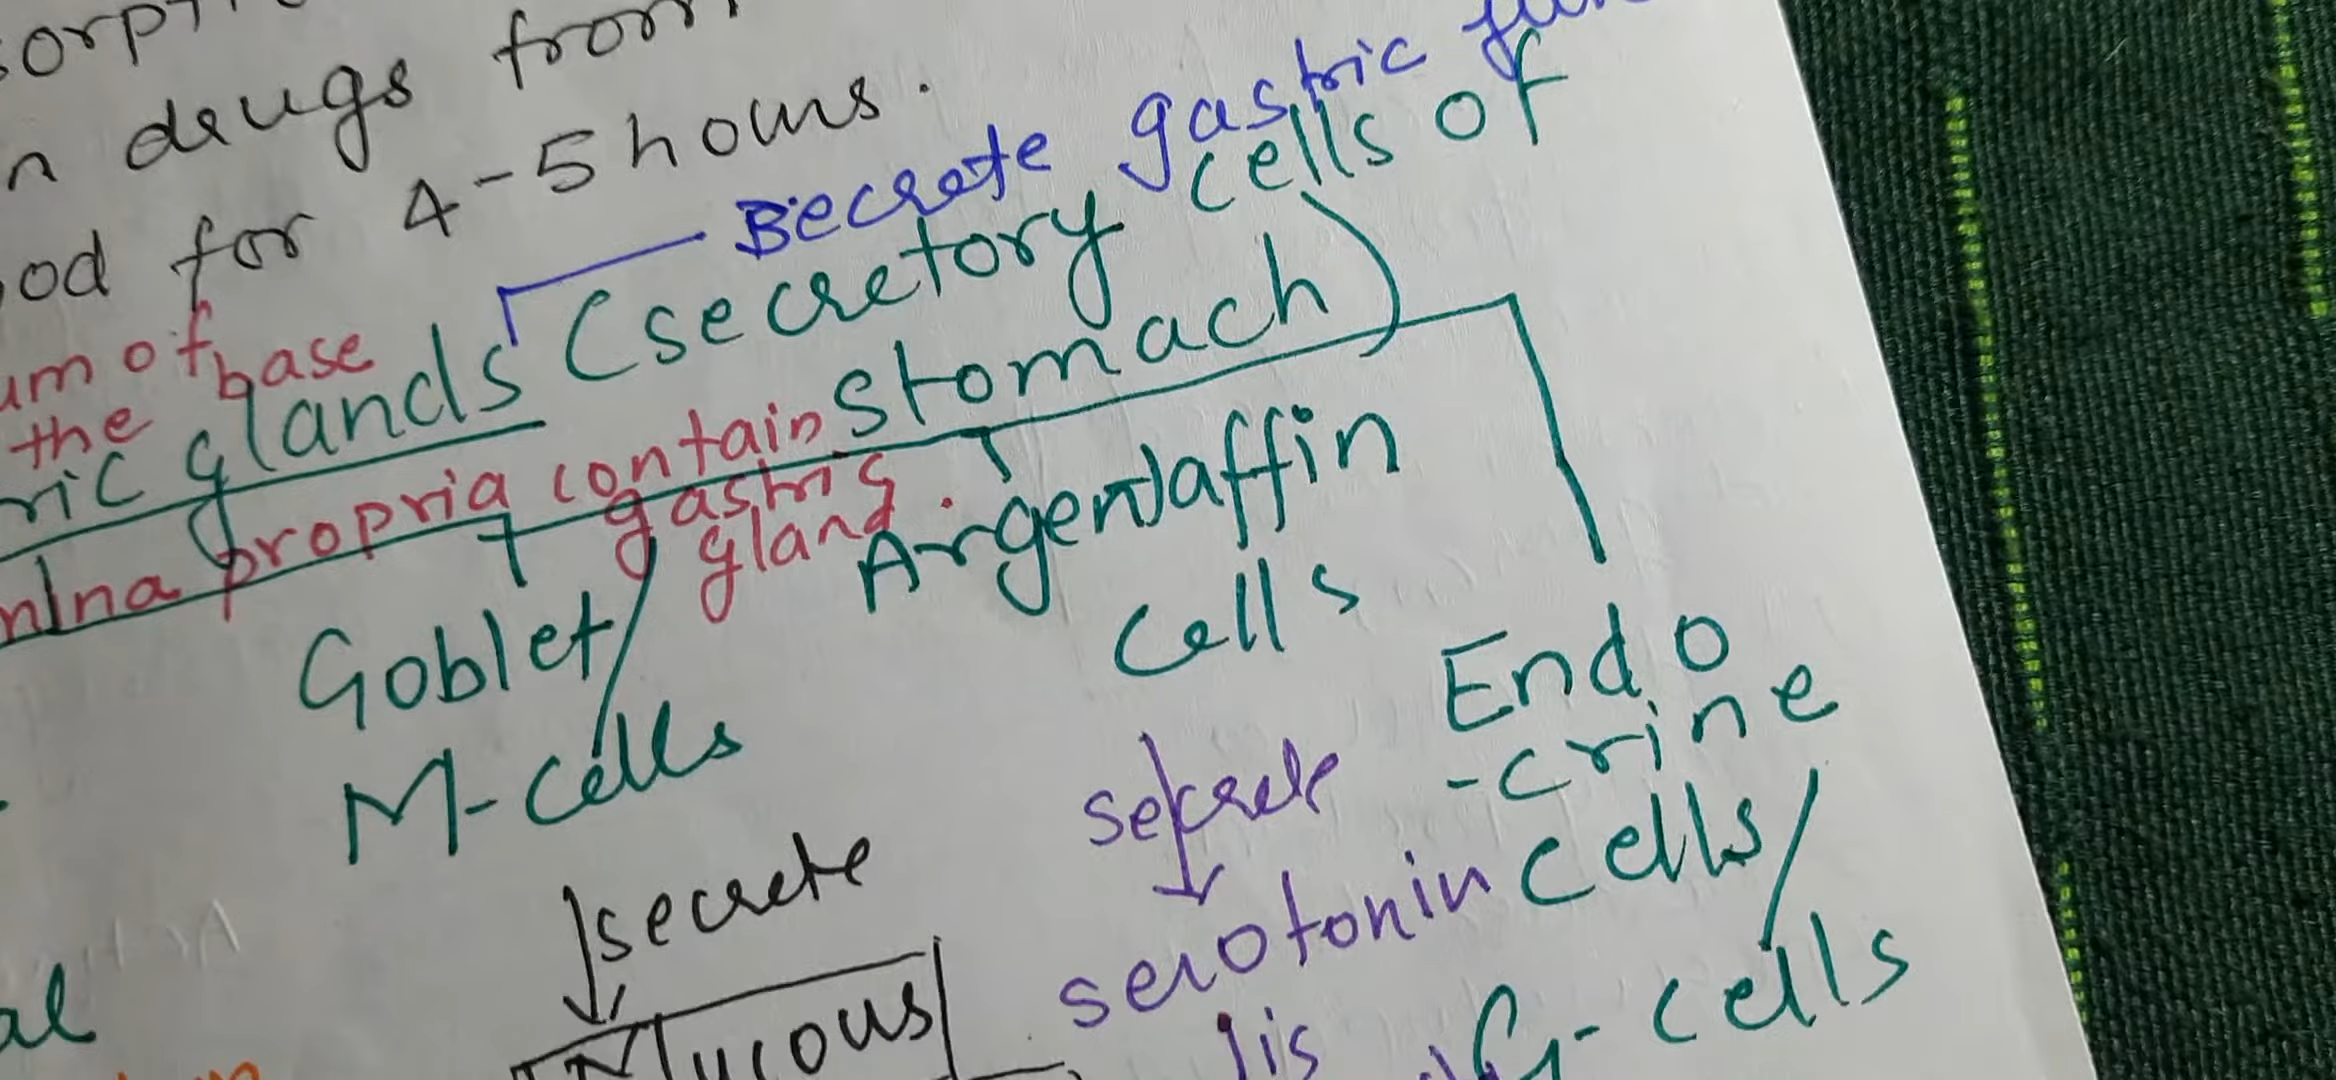 drugs from
od for 4-5 hours.
Secrete gastric
um of base
the
ric glands (secretory cells of
stomach)
propria contain
gastric
gland.
Goblet/
M-cells
Argentaffin
cells
Endo
-crine
cells/
G-cells
↓secrete
Mucous
secrete
↓
serotonin